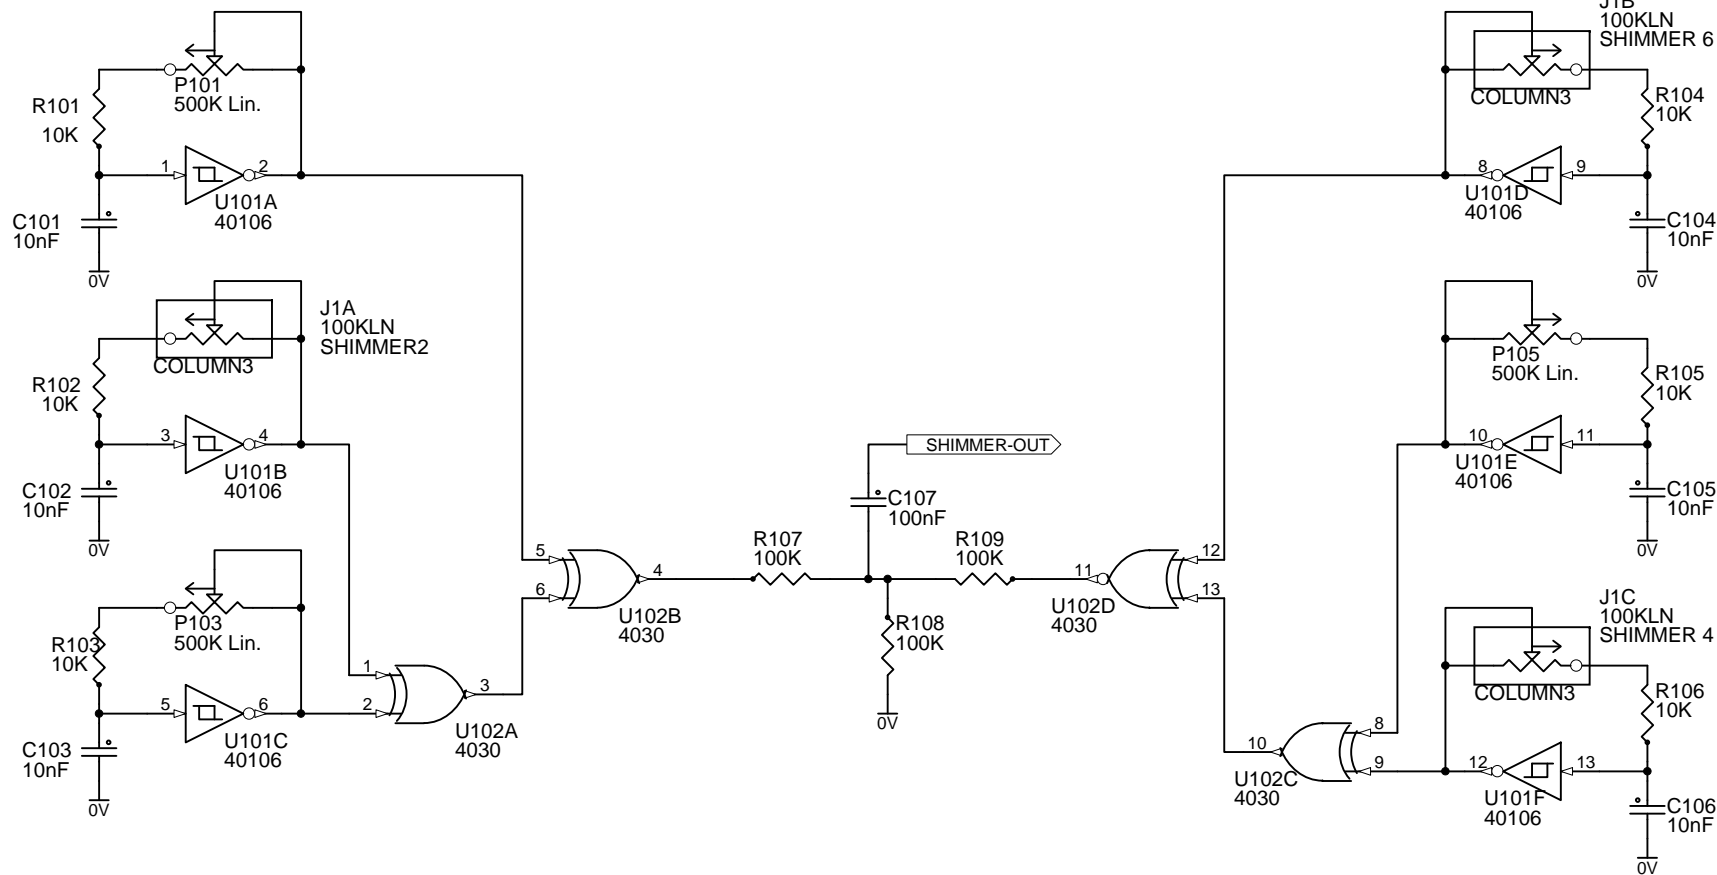 P101
500K Lin.
R101
10K
1
2
U101A
40106
C101
10nF
0V
J1A
100KLN
SHIMMER2
COLUMN3
R102
10K
3
4
U101B
40106
C102
10nF
0V
P103
500K Lin.
R103
10K
5
6
U101C
40106
C103
10nF
0V
1
2
3
U102A
4030
5
6
4
U102B
4030
R107
100K
SHIMMER-OUT
C107
100nF
R109
100K
R108
100K
0V
11
12
13
U102D
4030
10
8
9
U102C
4030
J1B
100KLN
SHIMMER 6
COLUMN3
R104
10K
8
9
U101D
40106
C104
10nF
0V
P105
500K Lin.
R105
10K
10
11
U101E
40106
C105
10nF
0V
J1C
100KLN
SHIMMER 4
COLUMN3
R106
10K
12
13
U101F
40106
C106
10nF
0V